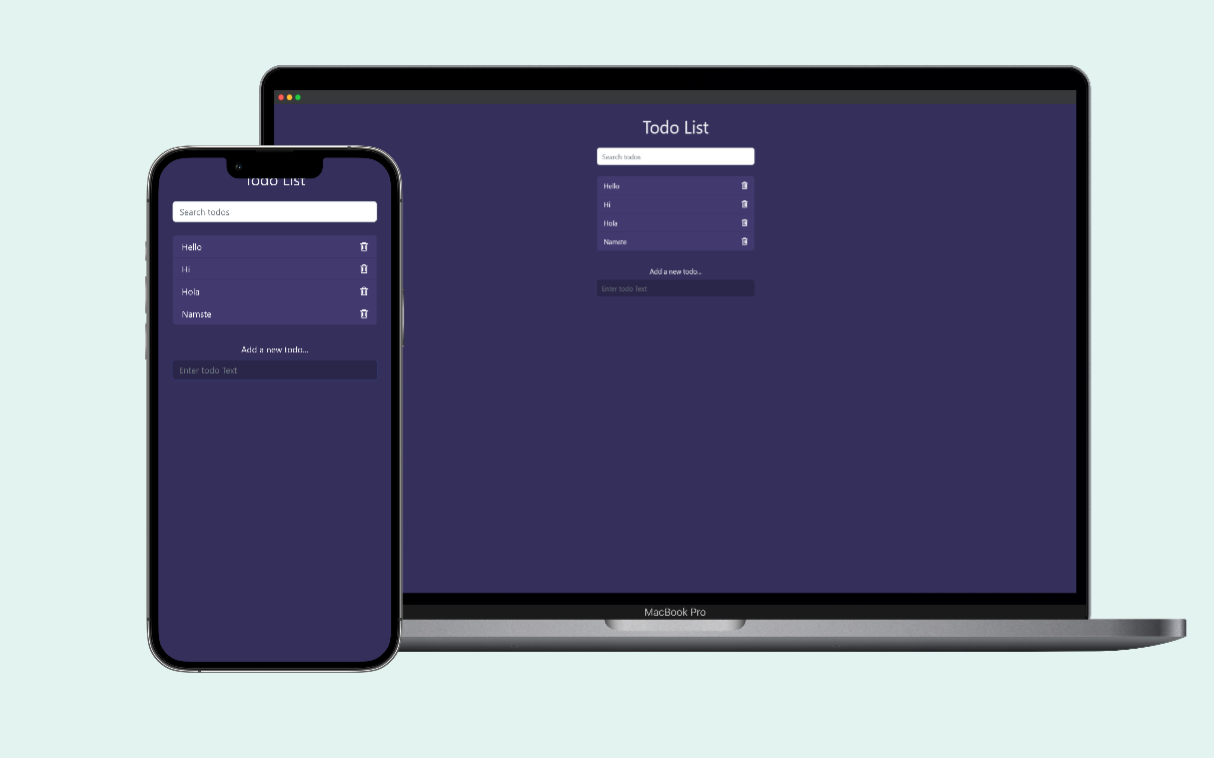 Todo List
Search todos
Hello
Hi
Hola
Namste
Add a new todo...
Enter todo Text
Todo List
Search todos
Hello
Hi
Hola
Namste
Add a new todo...
Enter todo Text
MacBook Pro